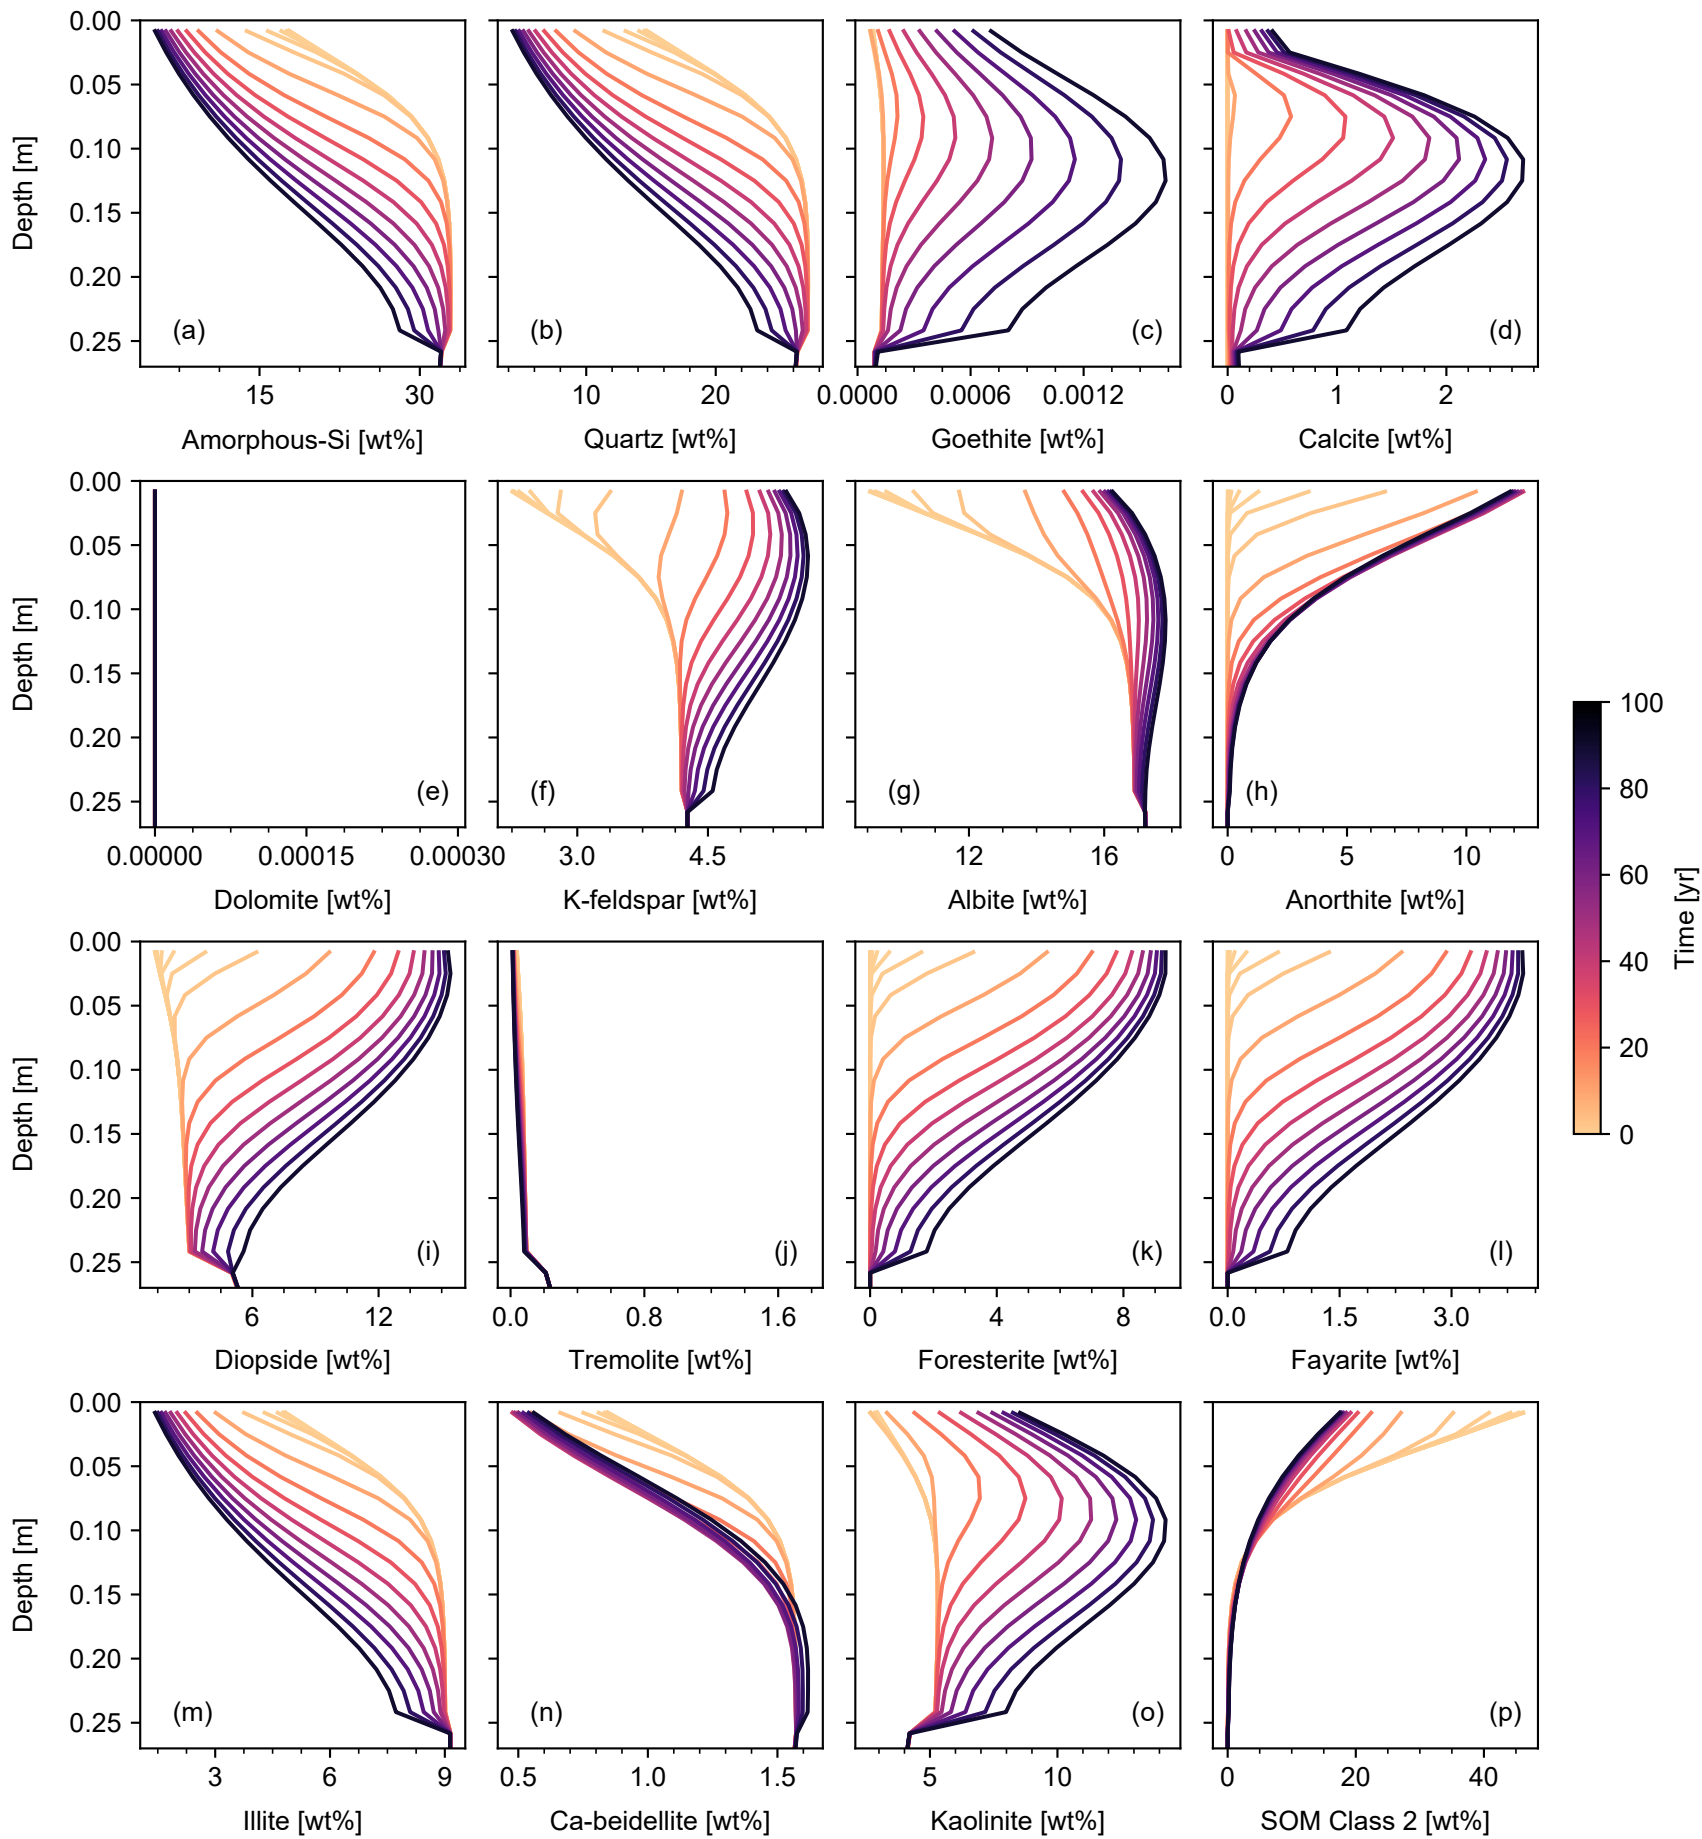 0.00
0.05
0.10
0.15
0.20
0.25
Depth [m]
(a)
(b)
(c)
(d)
15 30
10 20
0.0000 0.0006 0.0012
0 1 2
Amorphous-Si [wt%]
Quartz [wt%]
Goethite [wt%]
Calcite [wt%]
0.00
0.05
0.10
0.15
0.20
0.25
Depth [m]
(e)
(f)
(g)
(h)
0.00000 0.00015 0.00030
3.0 4.5
12 16
0 5 10
Dolomite [wt%]
K-feldspar [wt%]
Albite [wt%]
Anorthite [wt%]
100
80
60
40
20
0
Time [yr]
0.00
0.05
0.10
0.15
0.20
0.25
Depth [m]
(i)
(j)
(k)
(l)
6 12
0.0 0.8 1.6
0 4 8
0.0 1.5 3.0
Diopside [wt%]
Tremolite [wt%]
Foresterite [wt%]
Fayarite [wt%]
0.00
0.05
0.10
0.15
0.20
0.25
Depth [m]
(m)
(n)
(o)
(p)
3 6 9
0.5 1.0 1.5
5 10
0 20 40
Illite [wt%]
Ca-beidellite [wt%]
Kaolinite [wt%]
SOM Class 2 [wt%]